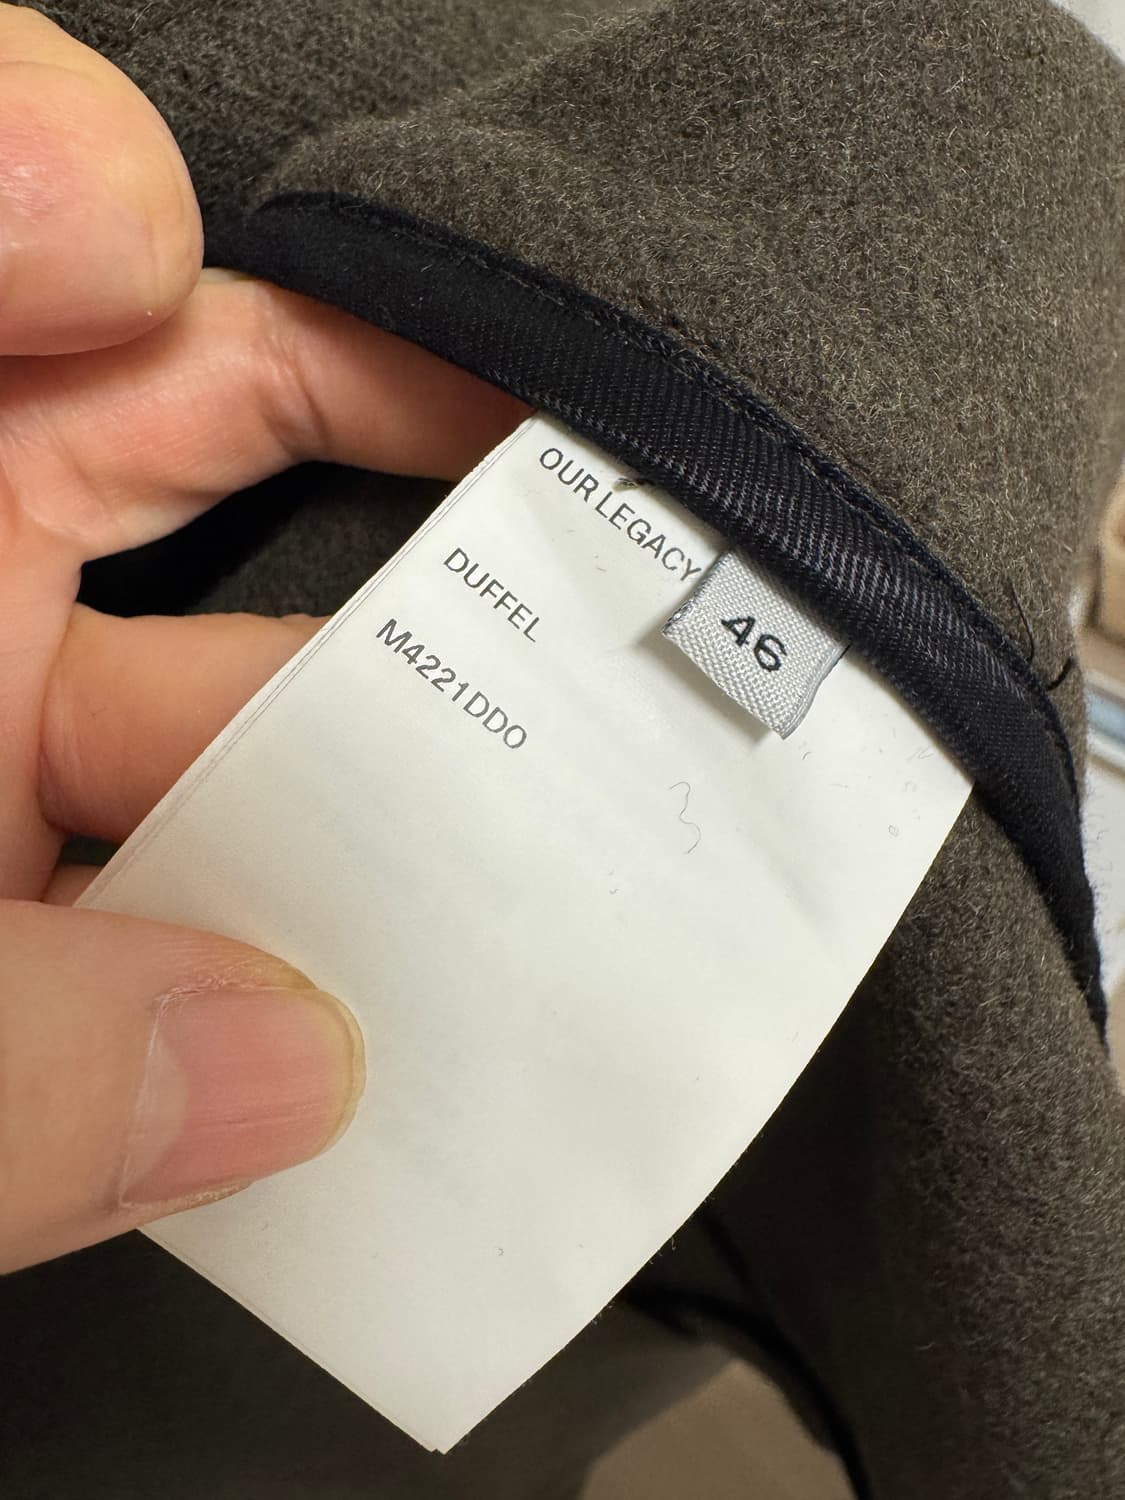 OUR LEGACY
46
DUFFEL
M4221DDO